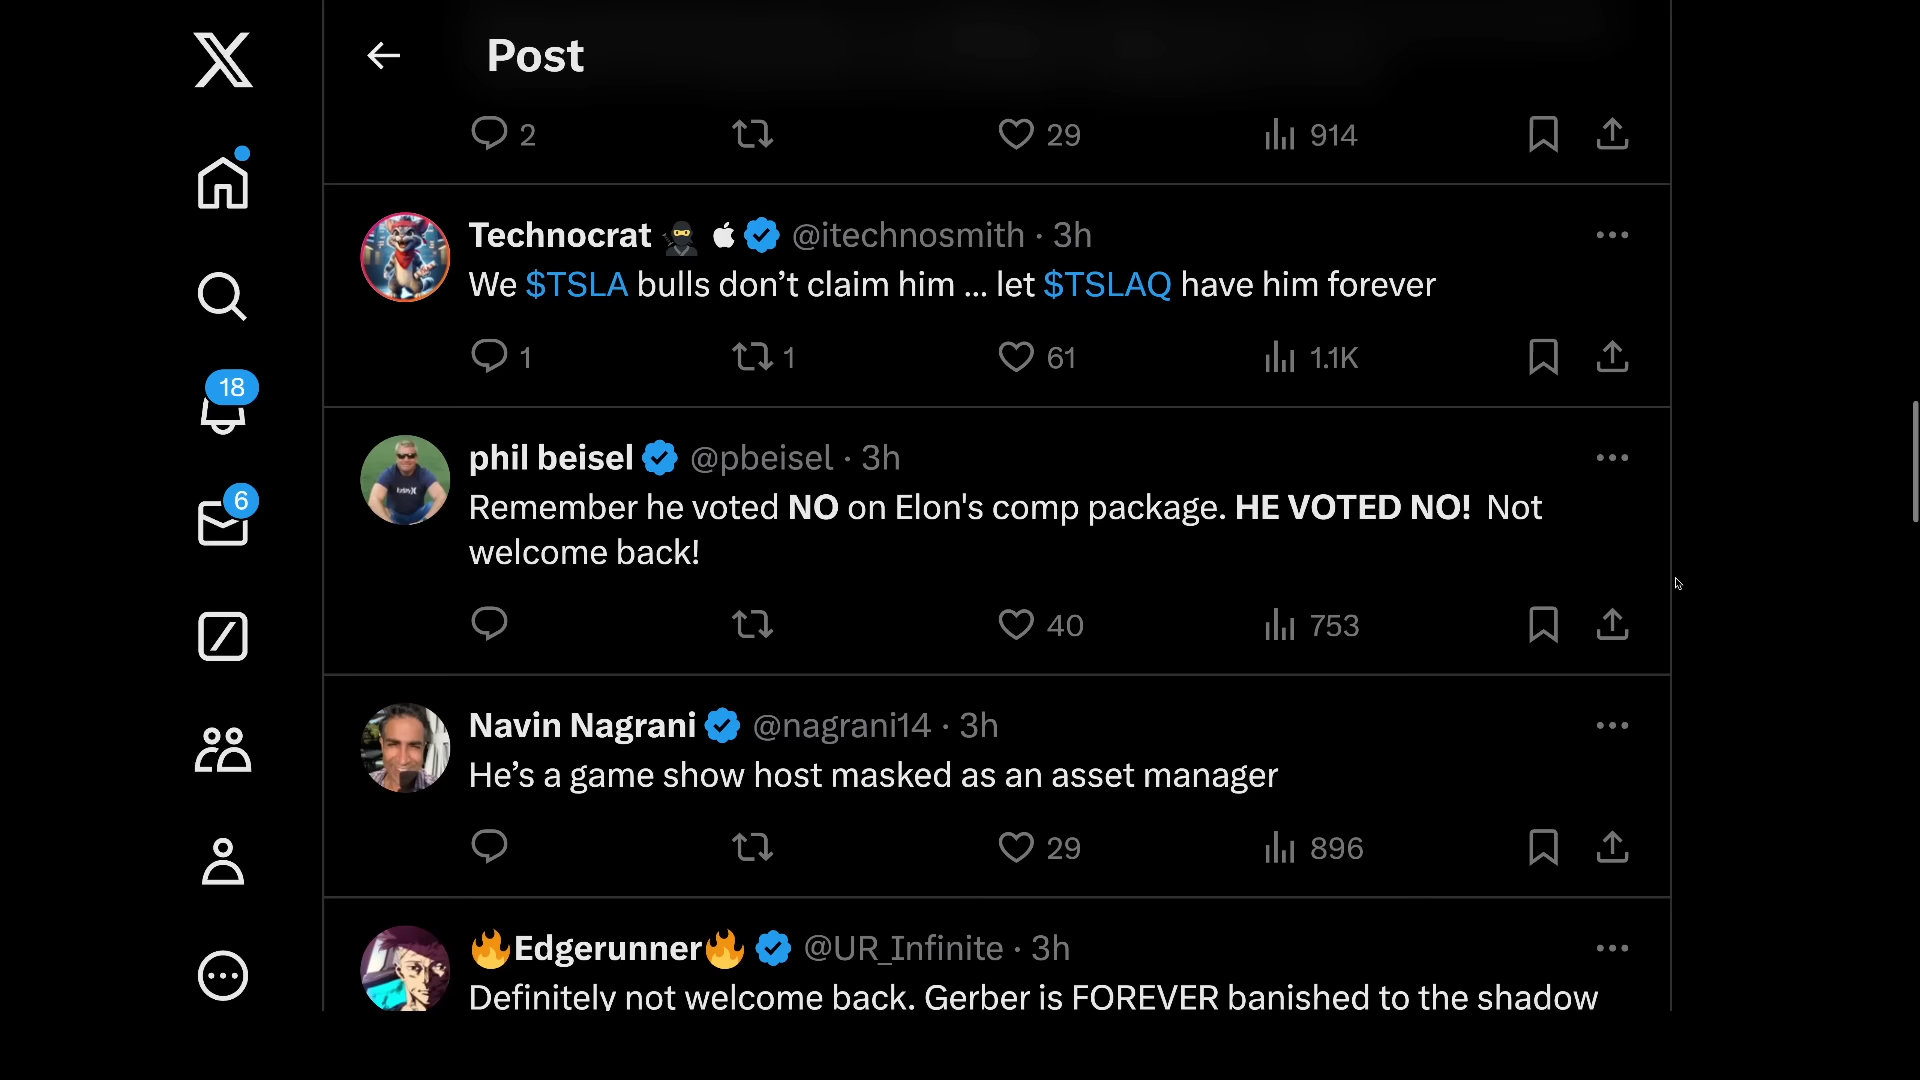 Post
2 29 914
Technocrat @itechnosmith · 3h
We $TSLA bulls don’t claim him ... let $TSLAQ have him forever
18
1 1 61 1.1K
phil beisel @pbeisel · 3h
6
Remember he voted NO on Elon's comp package. HE VOTED NO! Not
welcome back!
40 753
Navin Nagrani @nagrani14 · 3h
He’s a game show host masked as an asset manager
29 896
🔥Edgerunner🔥 @UR_Infinite · 3h
Definitely not welcome back. Gerber is FOREVER banished to the shadow